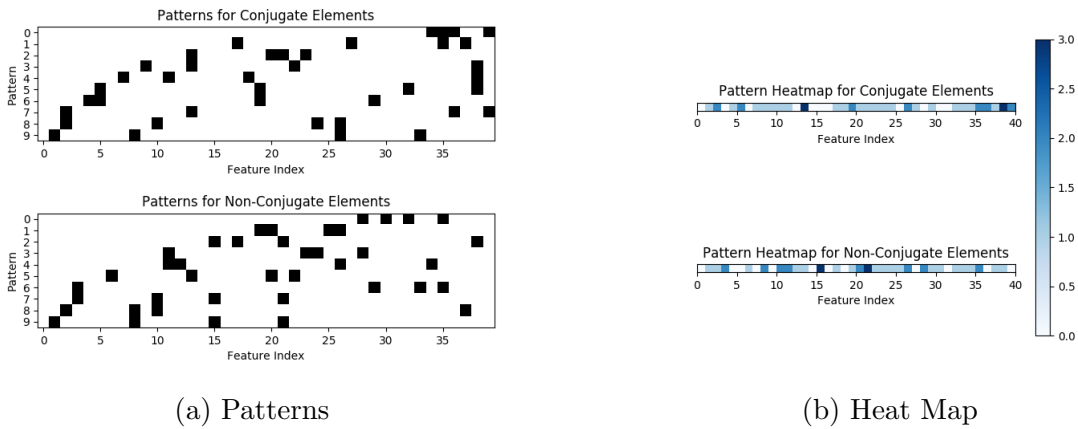 Patterns for Conjugate Elements
Pattern
0
1
2
3
4
5
6
7
8
9
0 5 10 15 20 25 30 35
Feature Index
Patterns for Non-Conjugate Elements
Pattern
0
1
2
3
4
5
6
7
8
9
0 5 10 15 20 25 30 35
Feature Index
(a) Patterns
Pattern Heatmap for Conjugate Elements
0 5 10 15 20 25 30 35 40
Feature Index
Pattern Heatmap for Non-Conjugate Elements
0 5 10 15 20 25 30 35 40
Feature Index
3.0
2.5
2.0
1.5
1.0
0.5
0.0
(b) Heat Map